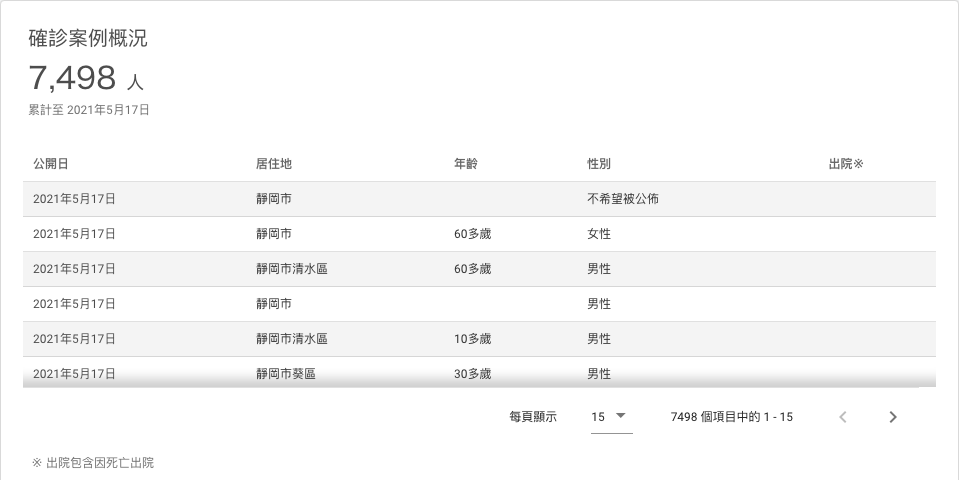 確診案例概況
7,498 人
累計至 2021年5月17日
公開日 居住地 年齡 性別 出院※
2021年5月17日 靜岡市 不希望被公佈
2021年5月17日 靜岡市 60多歲 女性
2021年5月17日 靜岡市清水區 60多歲 男性
2021年5月17日 靜岡市 男性
2021年5月17日 靜岡市清水區 10多歲 男性
2021年5月17日 靜岡市葵區 30多歲 男性
每頁顯示 15 7498 個項目中的 1 - 15
※ 出院包含因死亡出院